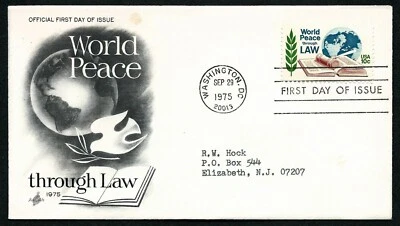 OFFICIAL FIRST DAY OF ISSUE
World
Peace
through Law
1975
WASHINGTON, DC
SEP 29
1975
20013
World
Peace
through
LAW
USA
10c
FIRST DAY OF ISSUE
R.W. Hock
P.O. Box 544
Elizabeth, N.J. 07207